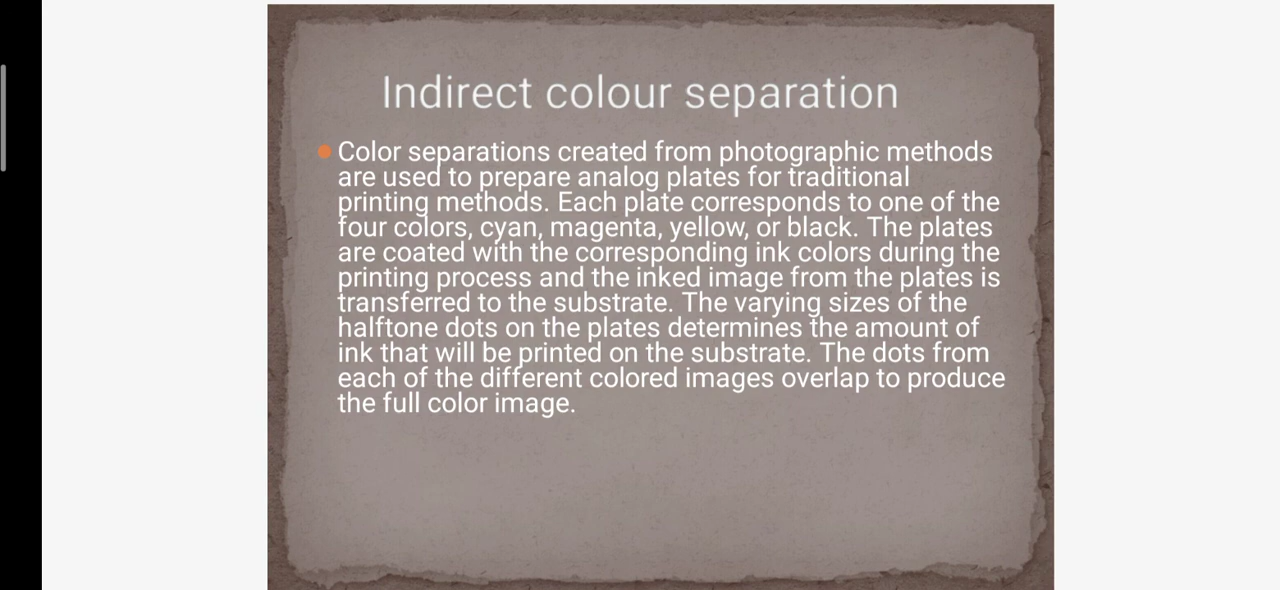 Indirect colour separation
Color separations created from photographic methods
are used to prepare analog plates for traditional
printing methods. Each plate corresponds to one of the
four colors, cyan, magenta, yellow, or black. The plates
are coated with the corresponding ink colors during the
printing process and the inked image from the plates is
transferred to the substrate. The varying sizes of the
halftone dots on the plates determines the amount of
ink that will be printed on the substrate. The dots from
each of the different colored images overlap to produce
the full color image.